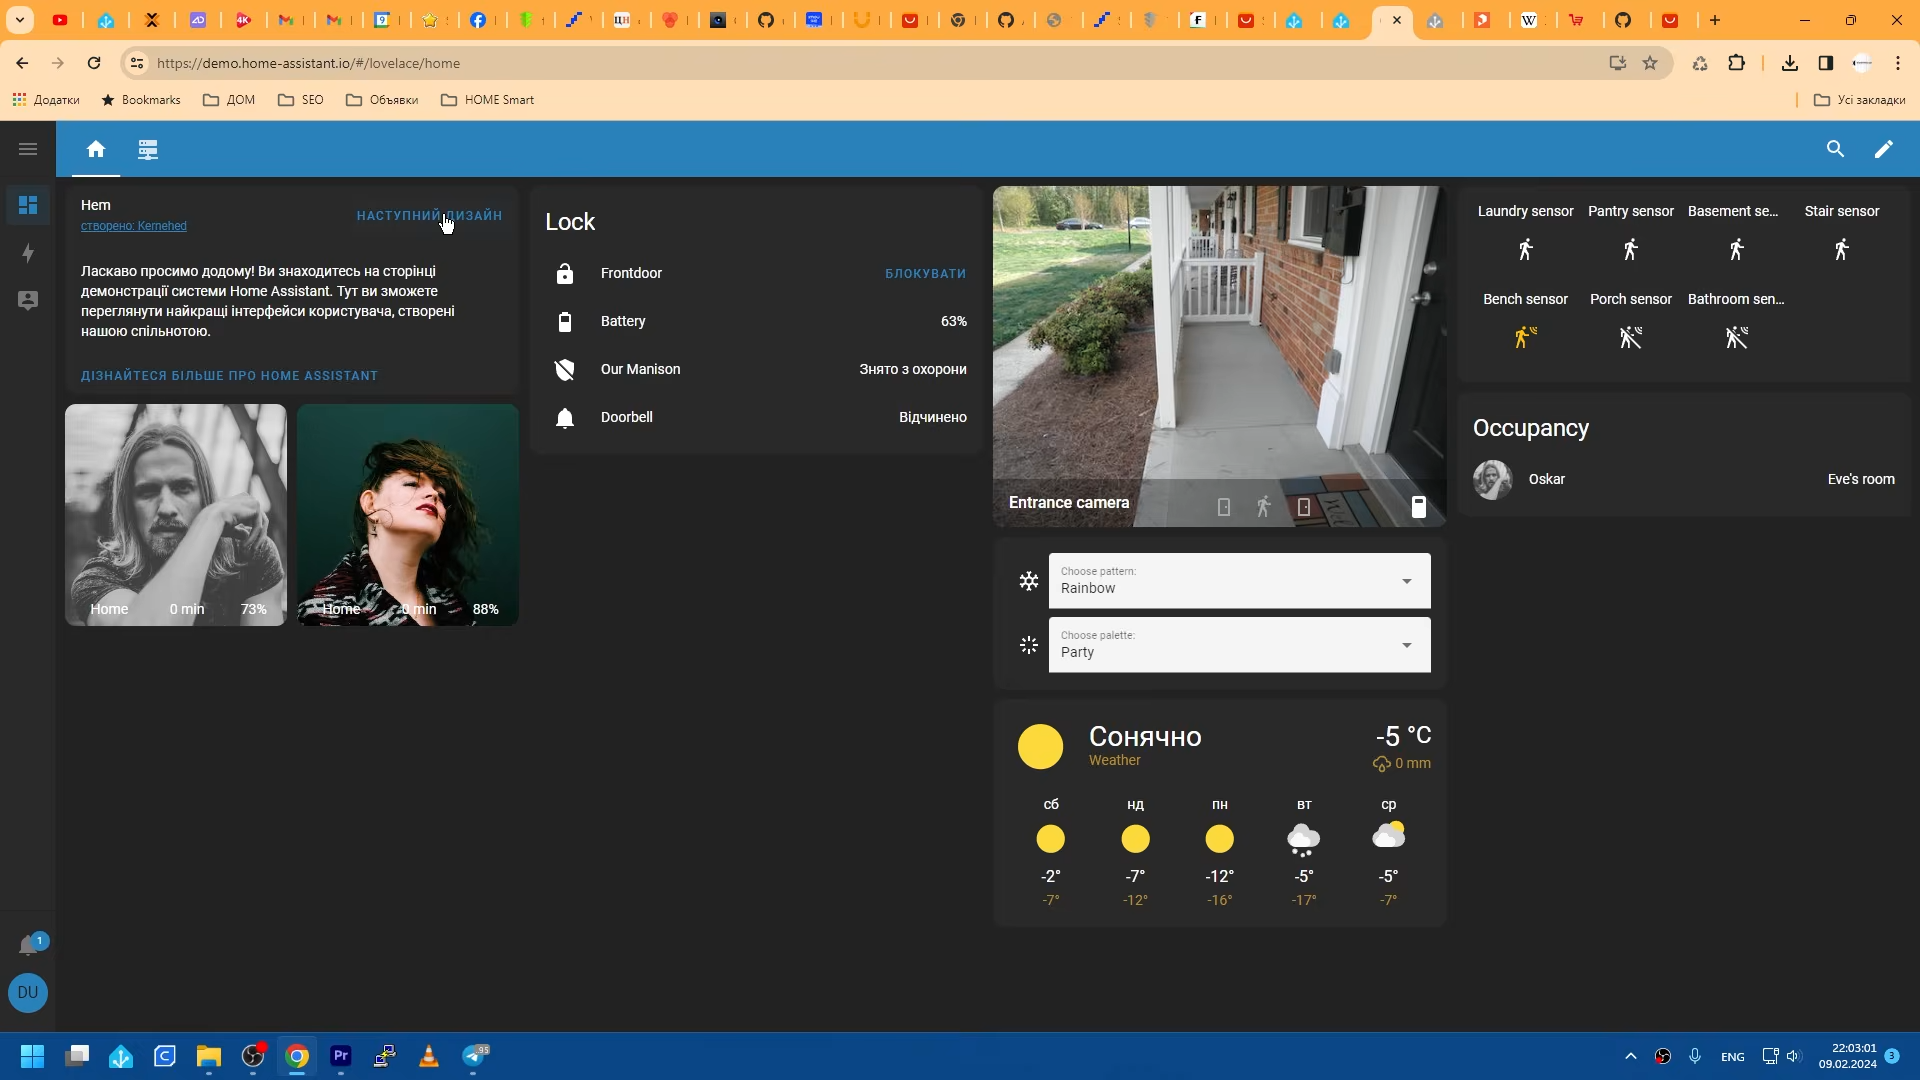 https://demo.home-assistant.io/#/lovelace/home
Додатки
Bookmarks
ДОМ
SEO
Объявки
HOME Smart
Усі закладки
Hem
створено: Kernehed
НАСТУПНИЙ ДИЗАЙН
Ласкаво просимо додому! Ви знаходитесь на сторінці
демонстрації системи Home Assistant. Тут ви зможете
переглянути найкращі інтерфейси користувача, створені
нашою спільнотою.
ДІЗНАЙТЕСЯ БІЛЬШЕ ПРО HOME ASSISTANT
Home 0 min 73%
Home 0 min 88%
Lock
Frontdoor БЛОКУВАТИ
Battery 63%
Our Manison Знято з охорони
Doorbell Відчинено
Entrance camera
Choose pattern:
Rainbow
Choose palette:
Party
Сонячно -5 °C
Weather 0 mm
сб нд пн вт ср
-2° -7° -12° -5° -5°
-7° -12° -16° -17° -7°
Laundry sensor Pantry sensor Basement se... Stair sensor
Bench sensor Porch sensor Bathroom sen...
Occupancy
Oskar Eve's room
1
DU
Pr
95
ENG
22:03:01
09.02.2024
3